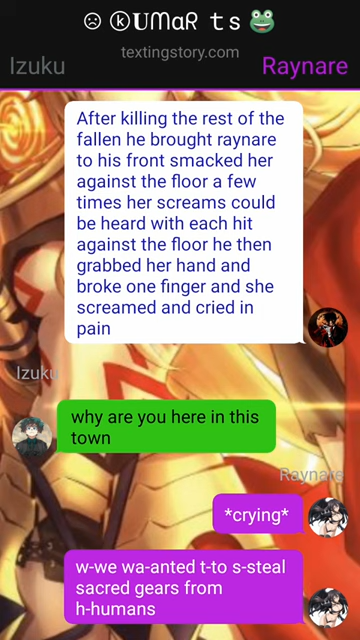 ☹ ⓚUMɑR ts 🐸
textingstory.com
Izuku
Raynare
After killing the rest of the
fallen he brought raynare
to his front smacked her
against the floor a few
times her screams could
be heard with each hit
against the floor he then
grabbed her hand and
broke one finger and she
screamed and cried in
pain
Izuku
why are you here in this
town
Raynare
*crying*
w-we wa-anted t-to s-steal
sacred gears from
h-humans